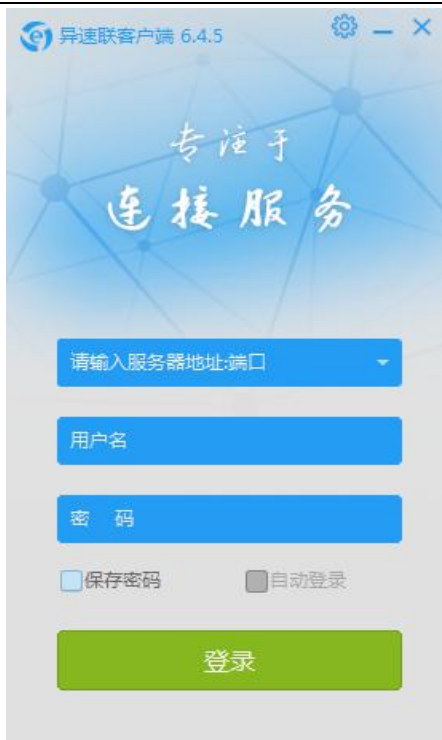 异速联客户端 6.4.5
专注于
连接服务
请输入服务器地址:端口
用户名
密 码
保存密码 自动登录
登录